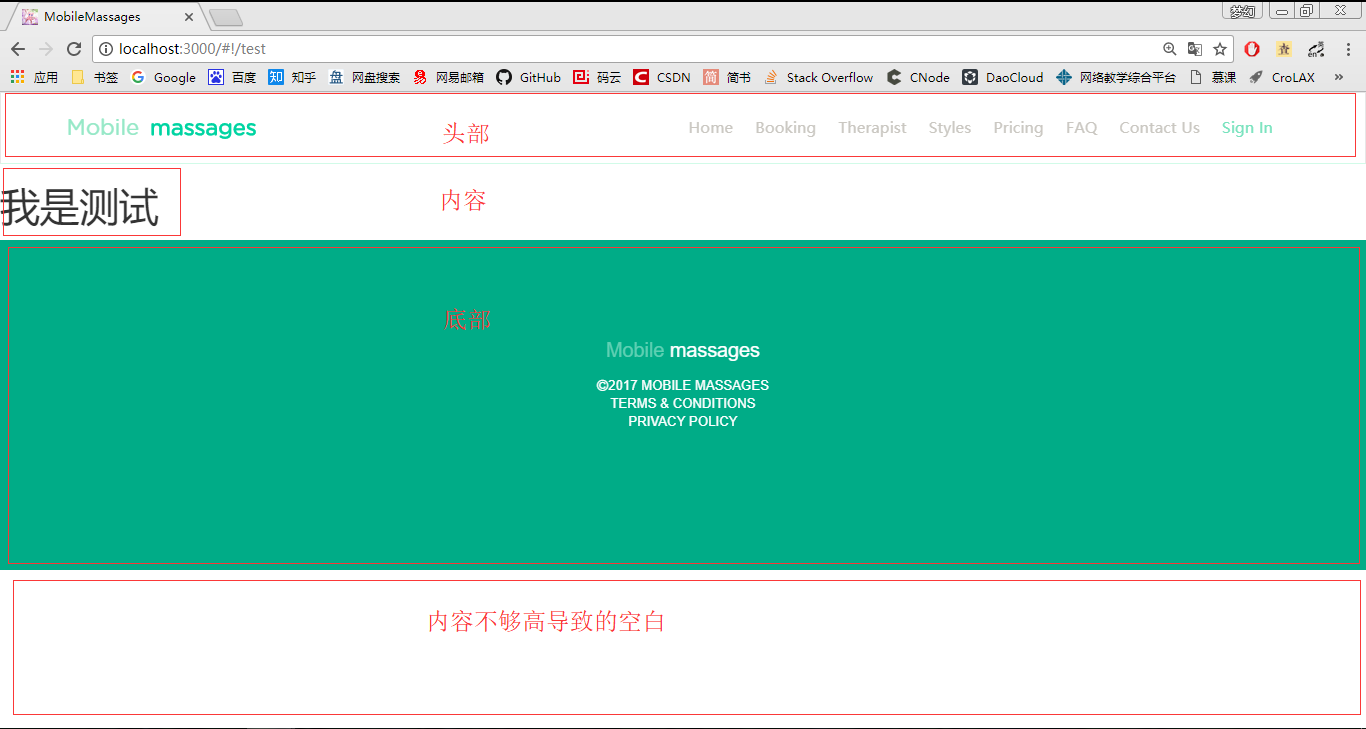 MobileMassages
梦幻
localhost:3000/#!/test
应用 书签 Google 百度 知乎 网盘搜索 网易邮箱 GitHub 码云 CSDN 简书 Stack Overflow CNode DaoCloud 网络教学综合平台 慕课 CroLAX »
Mobile massages 头部 Home Booking Therapist Styles Pricing FAQ Contact Us Sign In
我是测试 内容
底部
Mobile massages
©2017 MOBILE MASSAGES
TERMS & CONDITIONS
PRIVACY POLICY
内容不够高导致的空白